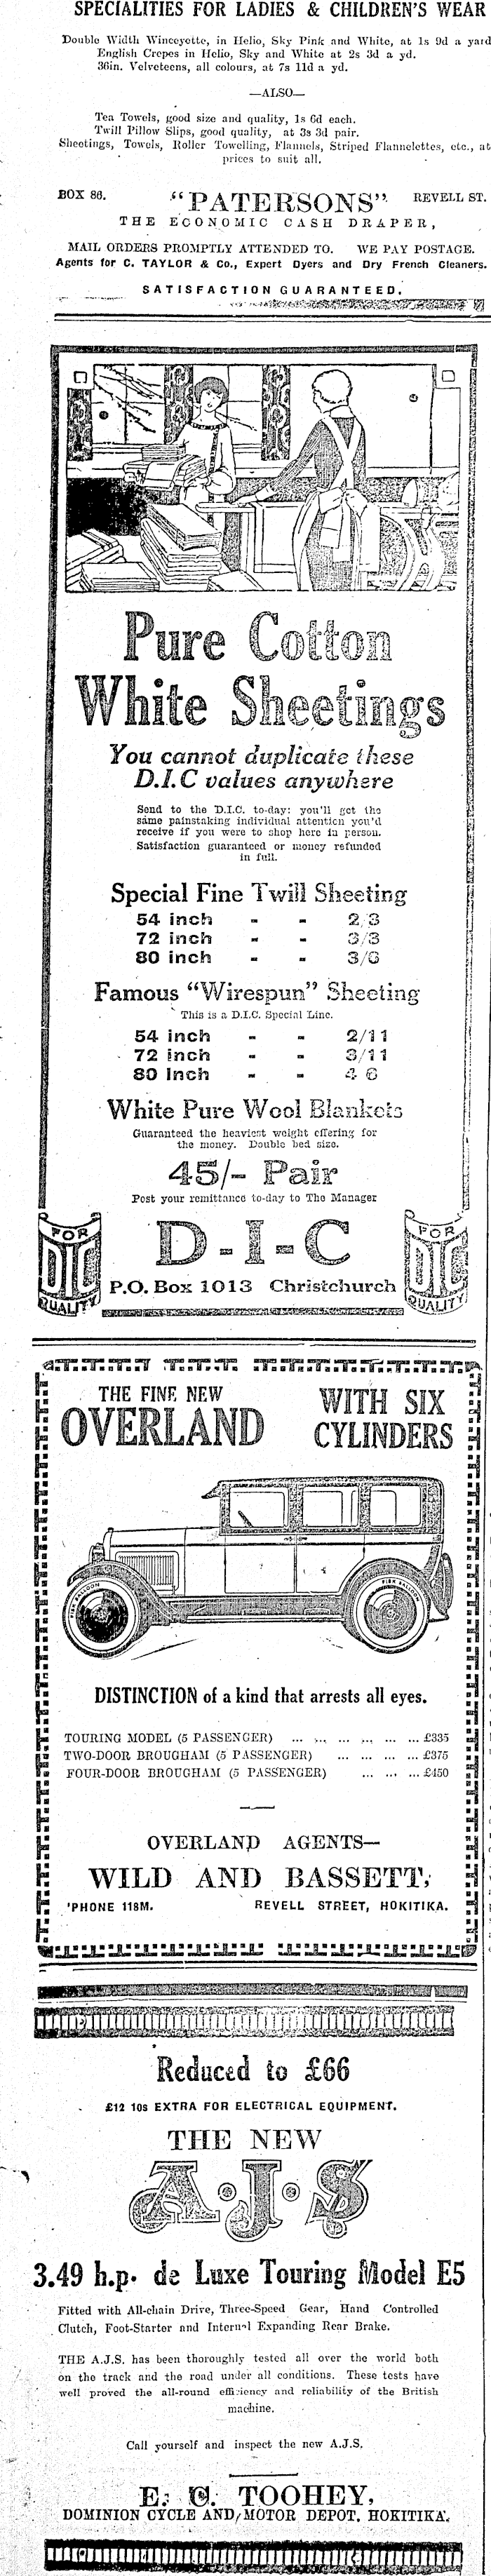 SPECIALITIES FOR LADIES & CHILDREN'S WEAR
Double Width Winceyette, in Helio, Sky Pink and White, at 1s 9d a yard
English Crepes in Helio, Sky and White at 2s 3d a yd.
36in. Velveteens, all colours, at 7s 11d a yd.
—ALSO—
Tea Towels, good size and quality, 1s 6d each.
Twill Pillow Slips, good quality, at 3s 3d pair.
Sheetings, Towels, Roller Towelling, Flannels, Striped Flannelettes, etc., at
prices to suit all.
BOX 86. "PATERSONS" REVELL ST.
THE ECONOMIC CASH DRAPER,
MAIL ORDERS PROMPTLY ATTENDED TO. WE PAY POSTAGE.
Agents for C. TAYLOR & Co., Expert Dyers and Dry French Cleaners.
SATISFACTION GUARANTEED.
Pure Cotton
White Sheetings
You cannot duplicate these
D.I.C values anywhere
Send to the D.I.C. to-day: you'll get the
same painstaking individual attention you'd
receive if you were to shop here in person.
Satisfaction guaranteed or money refunded
in full.
Special Fine Twill Sheeting
54 inch - - 2/3
72 inch - - 3/3
80 inch - - 3/6
Famous "Wirespun" Sheeting
This is a D.I.C. Special Line.
54 inch - - 2/11
72 inch - - 3/11
80 Inch - - 4 6
White Pure Wool Blankets
Guaranteed the heaviest weight offering for
the money. Double bed size.
45/- Pair
Post your remittance to-day to The Manager
FOR DIC QUALITY
D-I-C
FOR DIC QUALITY
P.O. Box 1013 Christchurch
THE FINE NEW WITH SIX
OVERLAND CYLINDERS
DISTINCTION of a kind that arrests all eyes.
TOURING MODEL (5 PASSENGER) ... ... ... ... ... ... £335
TWO-DOOR BROUGHAM (5 PASSENGER) ... ... ... ... £375
FOUR-DOOR BROUGHAM (5 PASSENGER) ... ... ... £450
OVERLAND AGENTS—
WILD AND BASSETT,
'PHONE 118M. REVELL STREET, HOKITIKA.
Reduced to £66
£12 10s EXTRA FOR ELECTRICAL EQUIPMENT.
THE NEW
A.J.S
3.49 h.p. de Luxe Touring Model E5
Fitted with All-chain Drive, Three-Speed Gear, Hand Controlled
Clutch, Foot-Starter and Internal Expanding Rear Brake.
THE A.J.S. has been thoroughly tested all over the world both
on the track and the road under all conditions. These tests have
well proved the all-round efficiency and reliability of the British
machine.
Call yourself and inspect the new A.J.S.
E. C. TOOHEY,
DOMINION CYCLE AND MOTOR DEPOT, HOKITIKA.